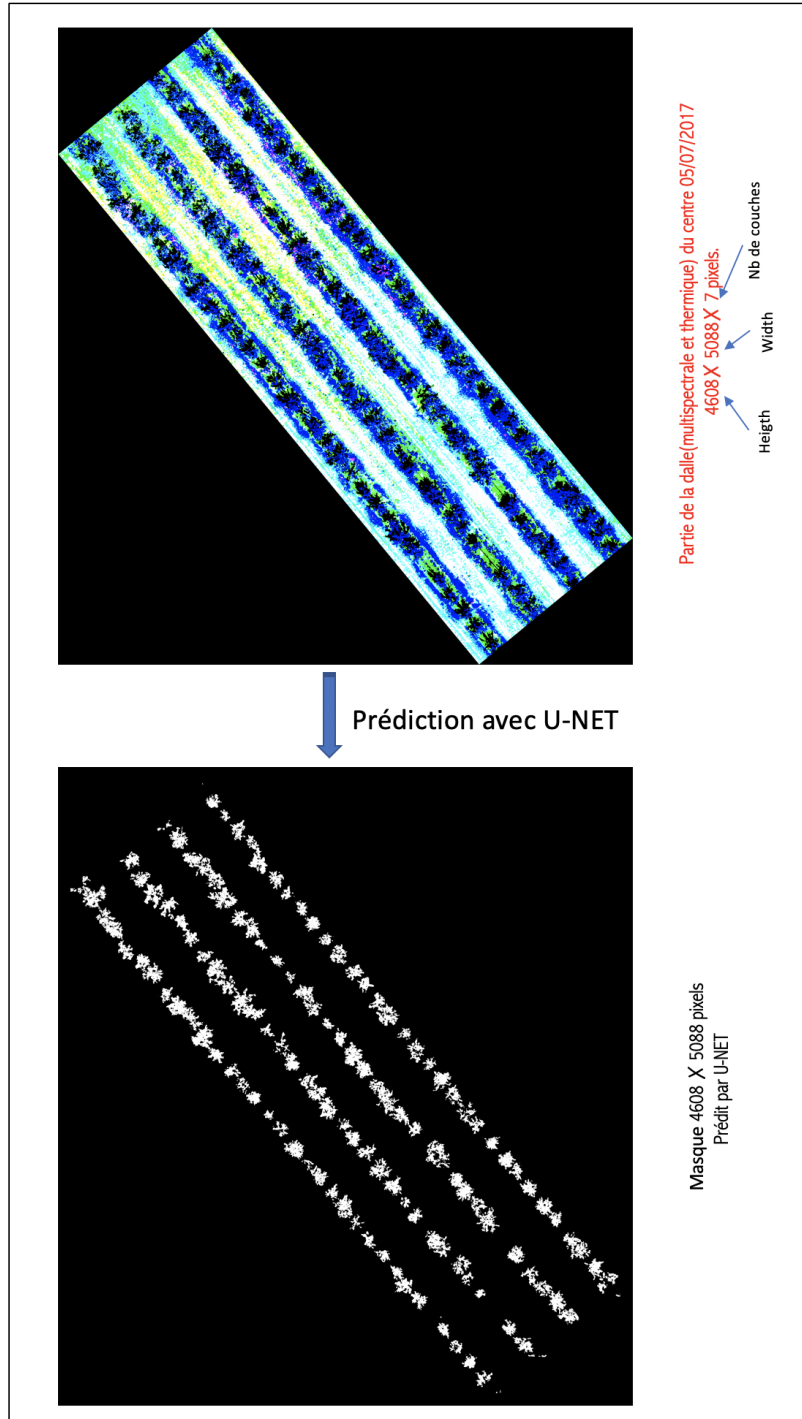 Partie de la dalle(multispectrale et thermique) du centre 05/07/2017
4608 X 5088 X 7 pixels.
Heigth
Width
Nb de couches
Prédiction avec U-NET
Masque 4608 X 5088 pixels
Prédit par U-NET